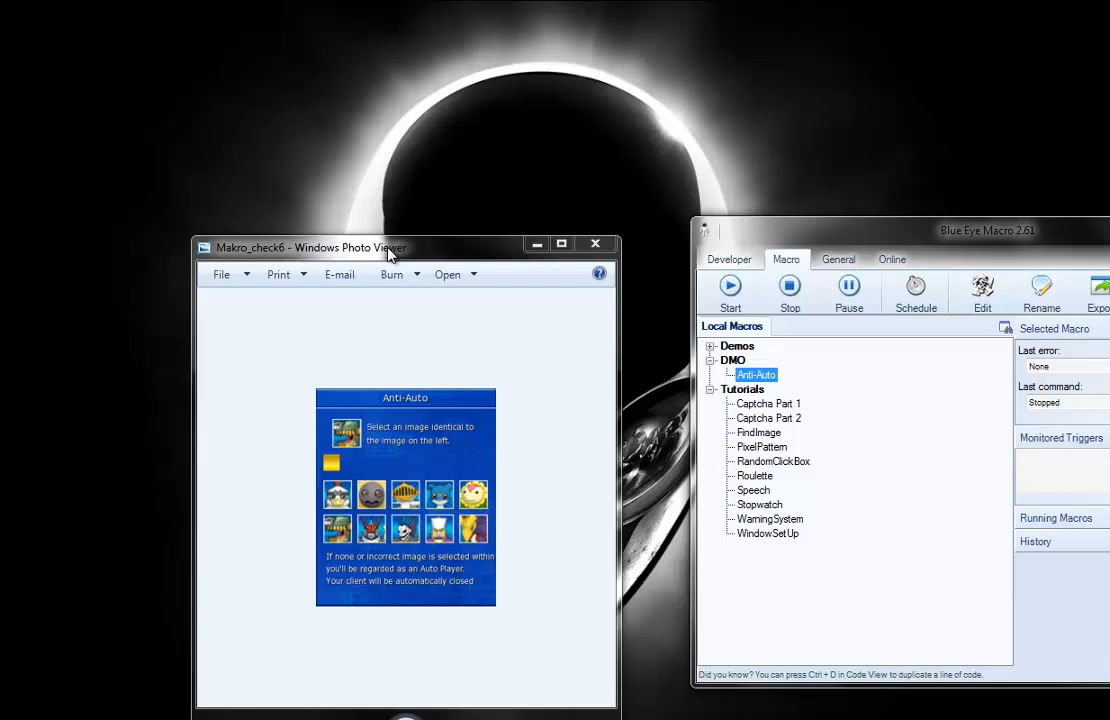 Makro_check6 - Windows Photo Viewer
File Print E-mail Burn Open
Anti-Auto
Select an image identical to
the image on the left.
If none or incorrect image is selected within
you'll be regarded as an Auto Player.
Your client will be automatically closed
Blue Eye Macro 2.61
Developer Macro General Online
Start Stop Pause Schedule Edit Rename Expo
Local Macros
Demos
DMO
Anti-Auto
Tutorials
Captcha Part 1
Captcha Part 2
FindImage
PixelPattern
RandomClickBox
Roulette
Speech
Stopwatch
WarningSystem
WindowSetUp
Selected Macro
Last error:
None
Last command:
Stopped
Monitored Triggers
Running Macros
History
Did you know? You can press Ctrl + D in Code View to duplicate a line of code.